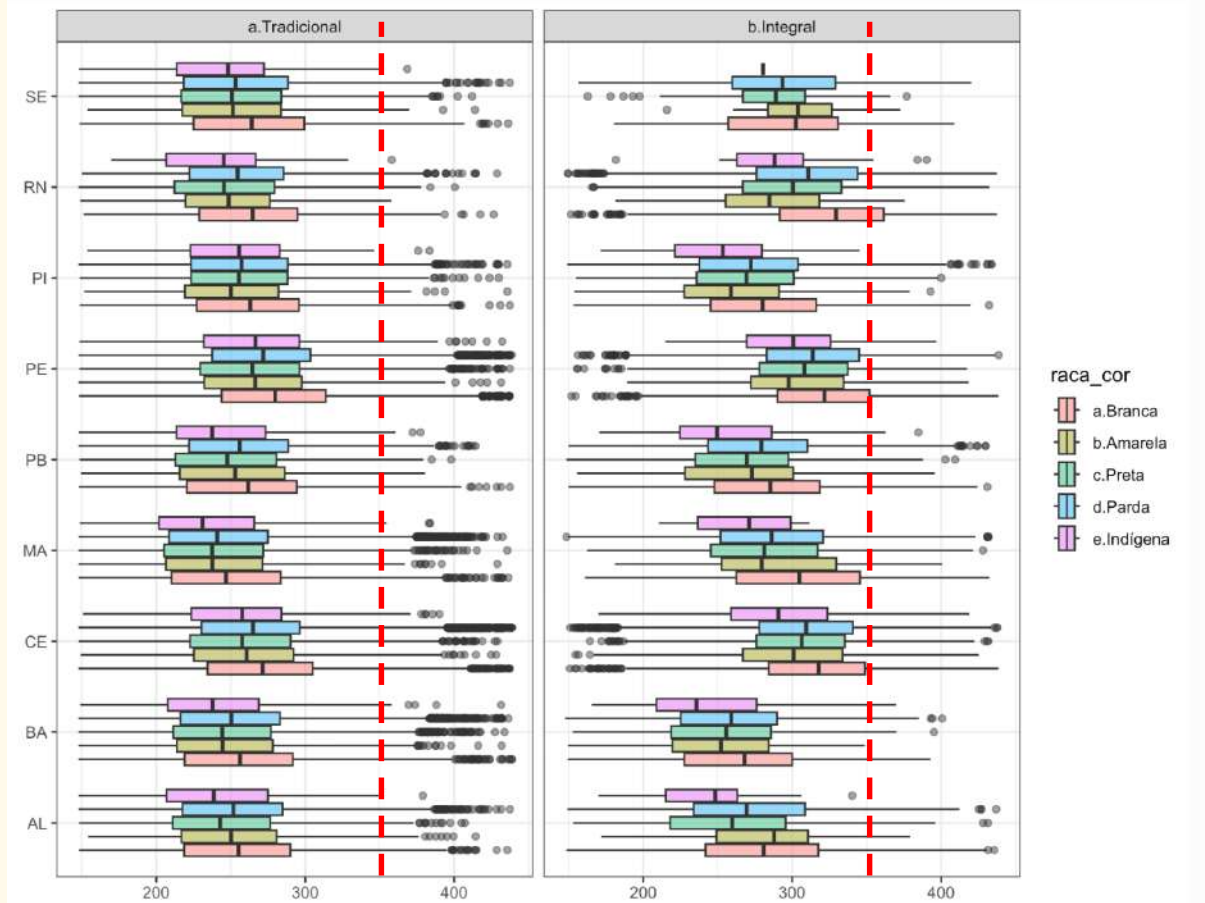 a.Tradicional
b.Integral
SE
RN
PI
PE
PB
MA
CE
BA
AL
200 300 400
200 300 400
raca_cor
a.Branca
b.Amarela
c.Preta
d.Parda
e.Indígena